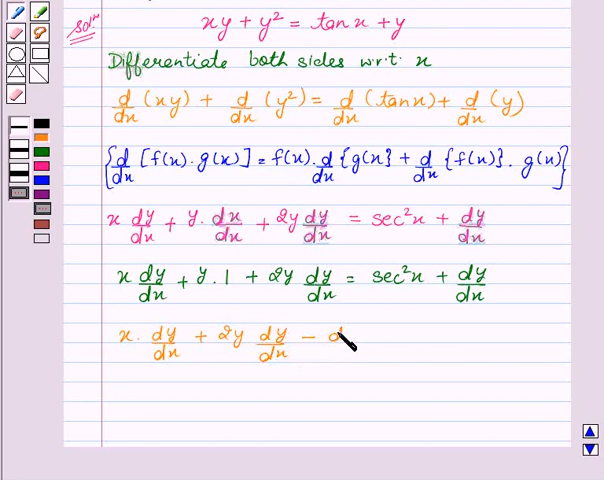 Sol:n xy + y² = tan x + y
Differentiate both sides w.r.t. x
d/dx (xy) + d/dx (y²) = d/dx (tan x) + d/dx (y)
{d/dx [f(x) . g(x)] = f(x) . d/dx {g(x} + d/dx {f(x)} . g(x)}
x dy/dx + y . dx/dx + 2y dy/dx = sec²x + dy/dx
x dy/dx + y . 1 + 2y dy/dx = sec²x + dy/dx
x . dy/dx + 2y dy/dx − d